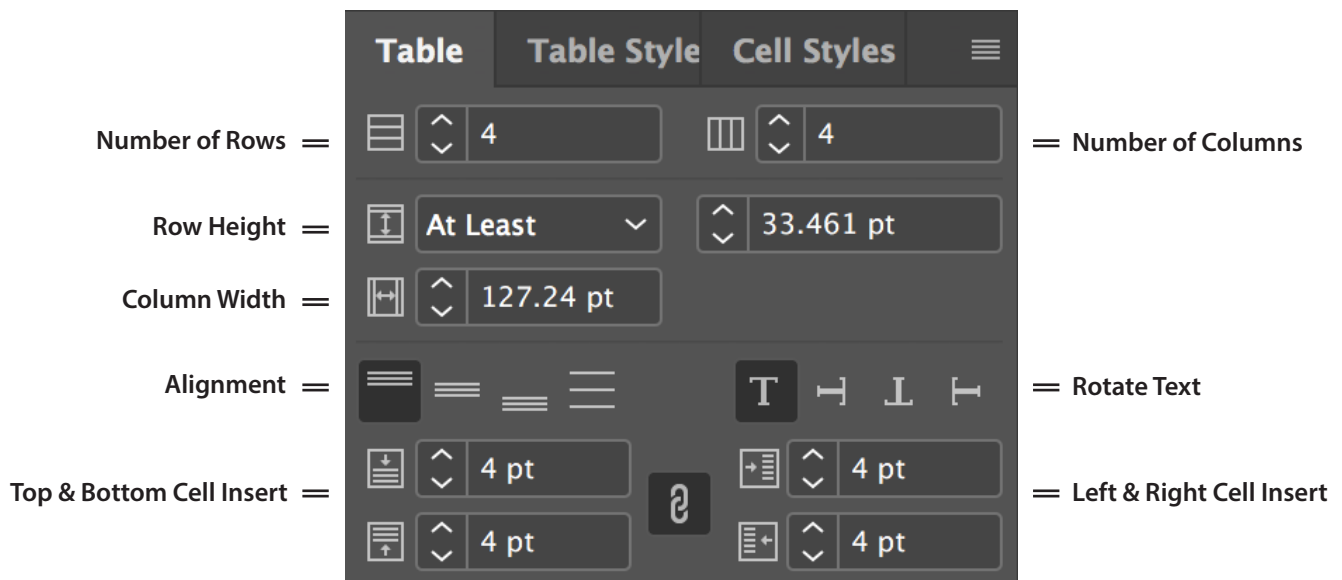 Table Table Style Cell Styles
Number of Rows = 4 4 = Number of Columns
Row Height = At Least 33.461 pt
Column Width = 127.24 pt
Alignment = T = Rotate Text
4 pt 4 pt
Top & Bottom Cell Insert = = Left & Right Cell Insert
4 pt 4 pt